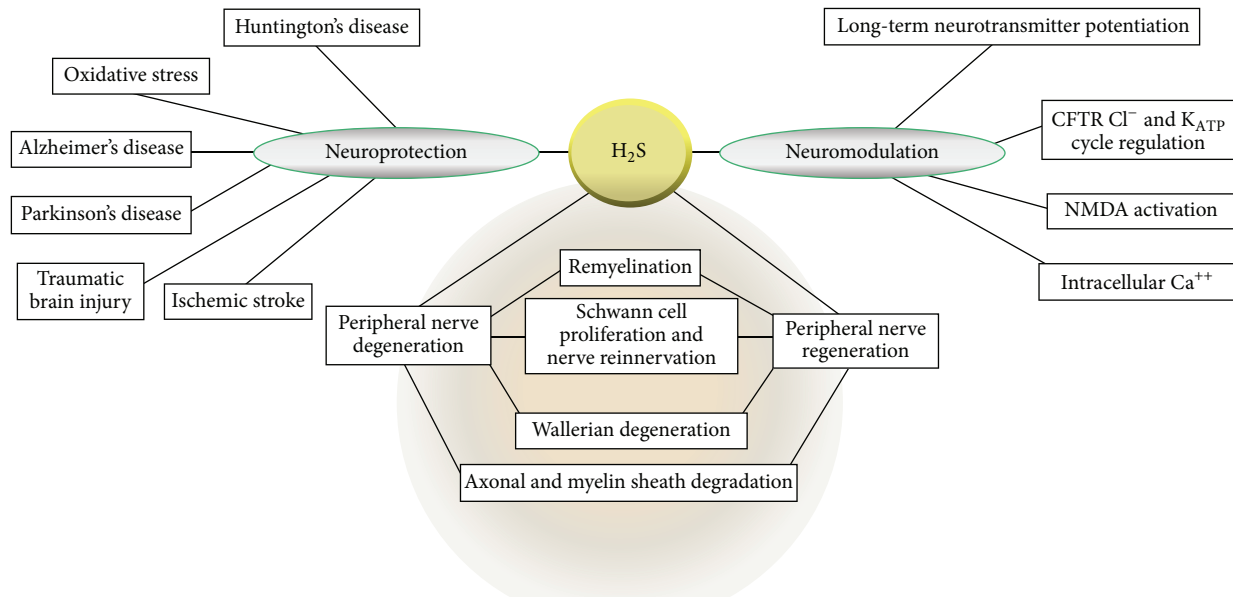 Huntington's disease
Long-term neurotransmitter potentiation
Oxidative stress
CFTR Cl⁻ and K_ATP
cycle regulation
Alzheimer's disease
Neuroprotection
H₂S
Neuromodulation
Parkinson's disease
NMDA activation
Traumatic
brain injury
Ischemic stroke
Remyelination
Intracellular Ca⁺⁺
Peripheral nerve
degeneration
Schwann cell
proliferation and
nerve reinnervation
Peripheral nerve
regeneration
Wallerian degeneration
Axonal and myelin sheath degradation